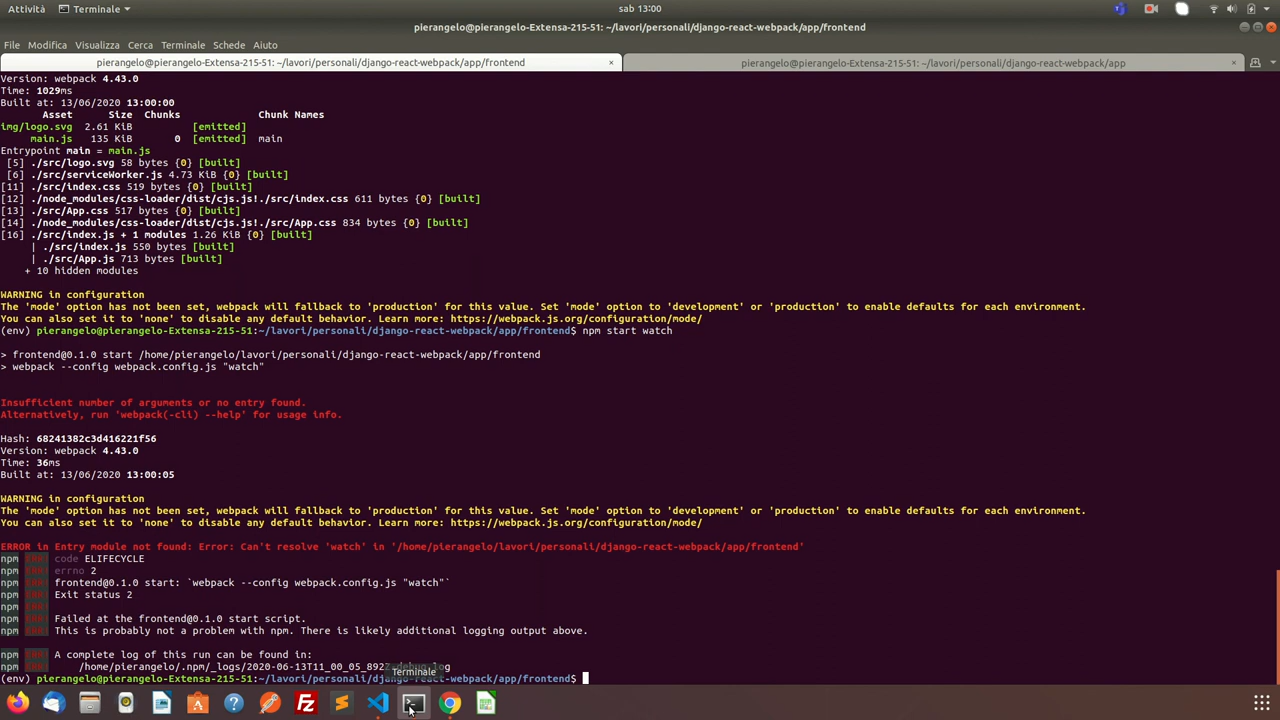 Attività
Terminale
sab 13:00
pierangelo@pierangelo-Extensa-215-51: ~/lavori/personali/django-react-webpack/app/frontend
File Modifica Visualizza Cerca Terminale Schede Aiuto
pierangelo@pierangelo-Extensa-215-51: ~/lavori/personali/django-react-webpack/app/frontend
pierangelo@pierangelo-Extensa-215-51: ~/lavori/personali/django-react-webpack/app
Version: webpack 4.43.0
Time: 1029ms
Built at: 13/06/2020 13:00:00
Asset Size Chunks Chunk Names
img/logo.svg 2.61 KiB [emitted]
main.js 135 KiB 0 [emitted] main
Entrypoint main = main.js
[5] ./src/logo.svg 58 bytes {0} [built]
[6] ./src/serviceWorker.js 4.73 KiB {0} [built]
[11] ./src/index.css 519 bytes {0} [built]
[12] ./node_modules/css-loader/dist/cjs.js!./src/index.css 611 bytes {0} [built]
[13] ./src/App.css 517 bytes {0} [built]
[14] ./node_modules/css-loader/dist/cjs.js!./src/App.css 834 bytes {0} [built]
[16] ./src/index.js + 1 modules 1.26 KiB {0} [built]
| ./src/index.js 550 bytes [built]
| ./src/App.js 713 bytes [built]
+ 10 hidden modules
WARNING in configuration
The 'mode' option has not been set, webpack will fallback to 'production' for this value. Set 'mode' option to 'development' or 'production' to enable defaults for each environment.
You can also set it to 'none' to disable any default behavior. Learn more: https://webpack.js.org/configuration/mode/
(env) pierangelo@pierangelo-Extensa-215-51:~/lavori/personali/django-react-webpack/app/frontend$ npm start watch
> frontend@0.1.0 start /home/pierangelo/lavori/personali/django-react-webpack/app/frontend
> webpack --config webpack.config.js "watch"
Insufficient number of arguments or no entry found.
Alternatively, run 'webpack(-cli) --help' for usage info.
Hash: 68241382c3d416221f56
Version: webpack 4.43.0
Time: 36ms
Built at: 13/06/2020 13:00:05
WARNING in configuration
The 'mode' option has not been set, webpack will fallback to 'production' for this value. Set 'mode' option to 'development' or 'production' to enable defaults for each environment.
You can also set it to 'none' to disable any default behavior. Learn more: https://webpack.js.org/configuration/mode/
ERROR in Entry module not found: Error: Can't resolve 'watch' in '/home/pierangelo/lavori/personali/django-react-webpack/app/frontend'
npm ERR! code ELIFECYCLE
npm ERR! errno 2
npm ERR! frontend@0.1.0 start: `webpack --config webpack.config.js "watch"`
npm ERR! Exit status 2
npm ERR!
npm ERR! Failed at the frontend@0.1.0 start script.
npm ERR! This is probably not a problem with npm. There is likely additional logging output above.
npm ERR! A complete log of this run can be found in:
npm ERR! /home/pierangelo/.npm/_logs/2020-06-13T11_00_05_892
Terminale
(env) pierangelo@pierangelo-Extensa-215-51:~/lavori/personali/django-react-webpack/app/frontend$